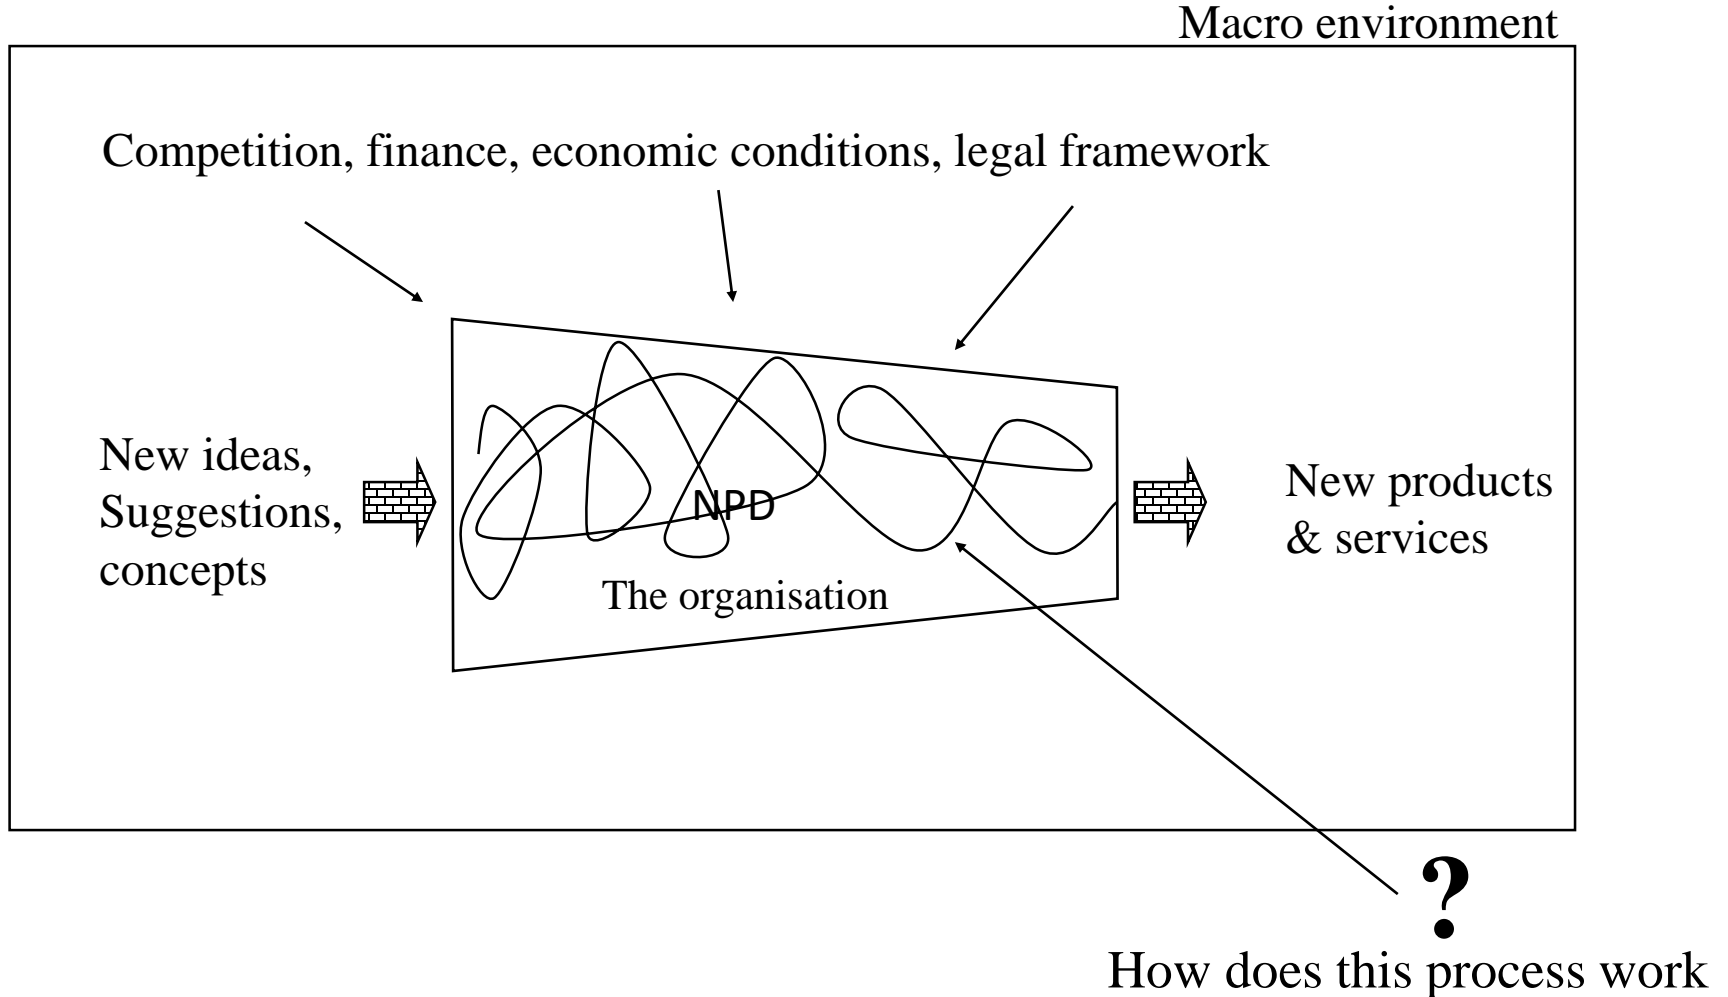 Macro environment
Competition, finance, economic conditions, legal framework
New ideas,
Suggestions,
concepts
NPD
The organisation
New products
& services
?
How does this process work